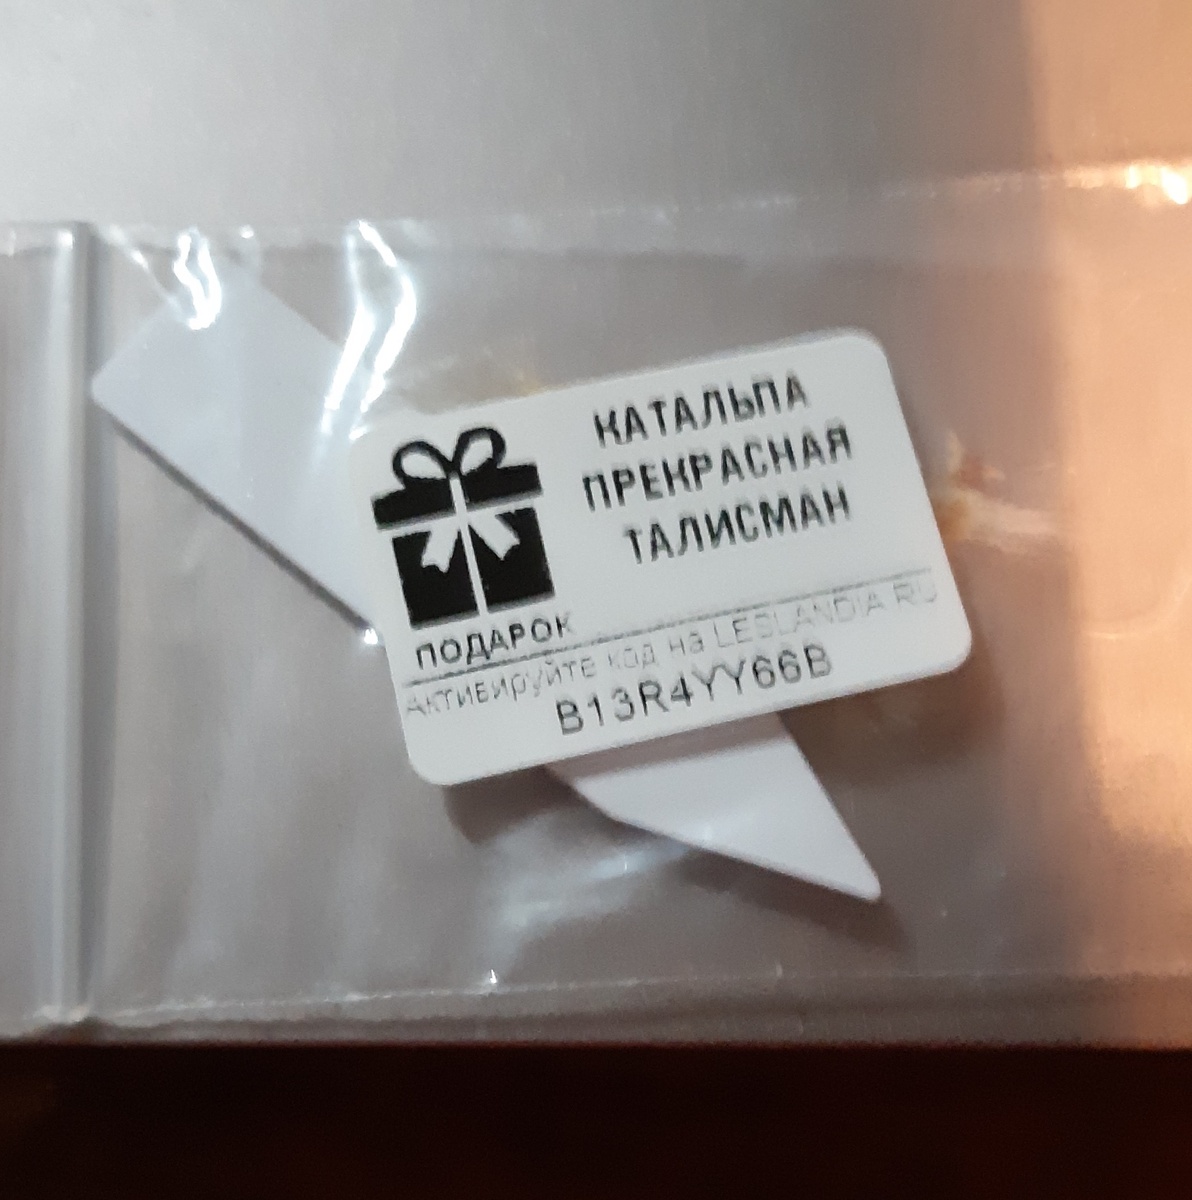 КАТАЛЬПА
ПРЕКРАСНАЯ
ТАЛИСМАН
ПОДАРОК
Активируйте код на LESLANDIA.RU
B13R4YY66B